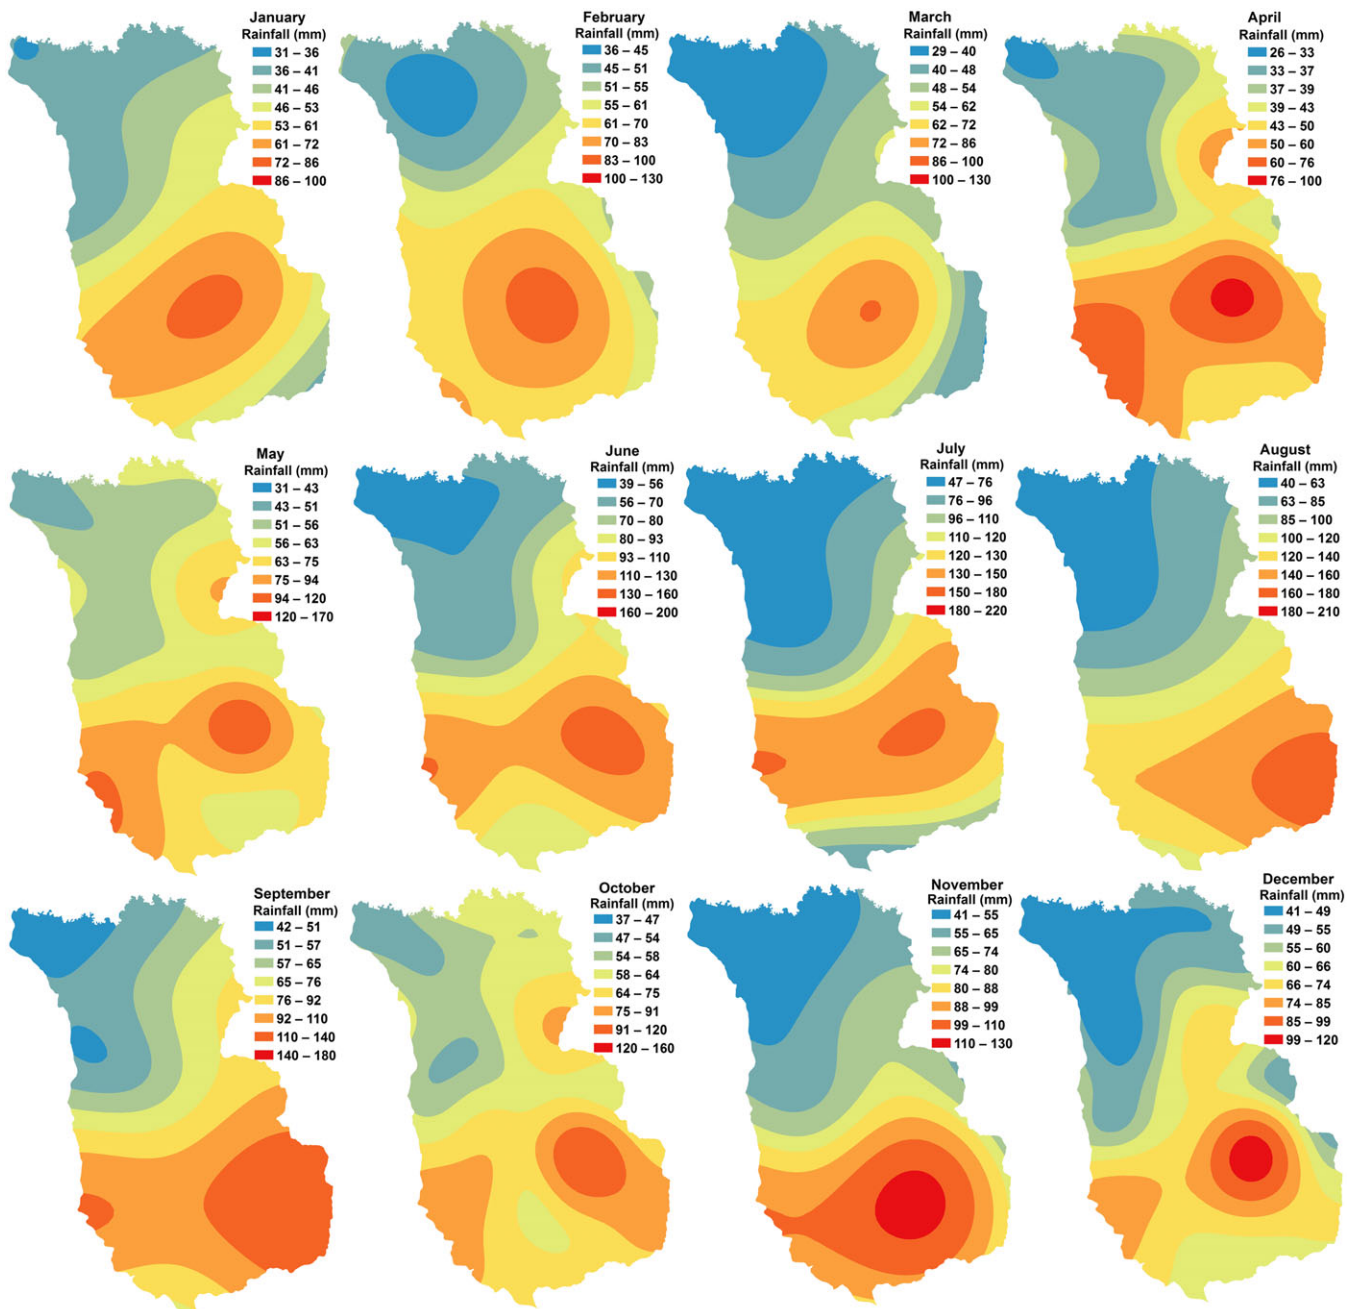 January
Rainfall (mm)
31 – 36
36 – 41
41 – 46
46 – 53
53 – 61
61 – 72
72 – 86
86 – 100
February
Rainfall (mm)
36 – 45
45 – 51
51 – 55
55 – 61
61 – 70
70 – 83
83 – 100
100 – 130
March
Rainfall (mm)
29 – 40
40 – 48
48 – 54
54 – 62
62 – 72
72 – 86
86 – 100
100 – 130
April
Rainfall (mm)
26 – 33
33 – 37
37 – 39
39 – 43
43 – 50
50 – 60
60 – 76
76 – 100
May
Rainfall (mm)
31 – 43
43 – 51
51 – 56
56 – 63
63 – 75
75 – 94
94 – 120
120 – 170
June
Rainfall (mm)
39 – 56
56 – 70
70 – 80
80 – 93
93 – 110
110 – 130
130 – 160
160 – 200
July
Rainfall (mm)
47 – 76
76 – 96
96 – 110
110 – 120
120 – 130
130 – 150
150 – 180
180 – 220
August
Rainfall (mm)
40 – 63
63 – 85
85 – 100
100 – 120
120 – 140
140 – 160
160 – 180
180 – 210
September
Rainfall (mm)
42 – 51
51 – 57
57 – 65
65 – 76
76 – 92
92 – 110
110 – 140
140 – 180
October
Rainfall (mm)
37 – 47
47 – 54
54 – 58
58 – 64
64 – 75
75 – 91
91 – 120
120 – 160
November
Rainfall (mm)
41 – 55
55 – 65
65 – 74
74 – 80
80 – 88
88 – 99
99 – 110
110 – 130
December
Rainfall (mm)
41 – 49
49 – 55
55 – 60
60 – 66
66 – 74
74 – 85
85 – 99
99 – 120